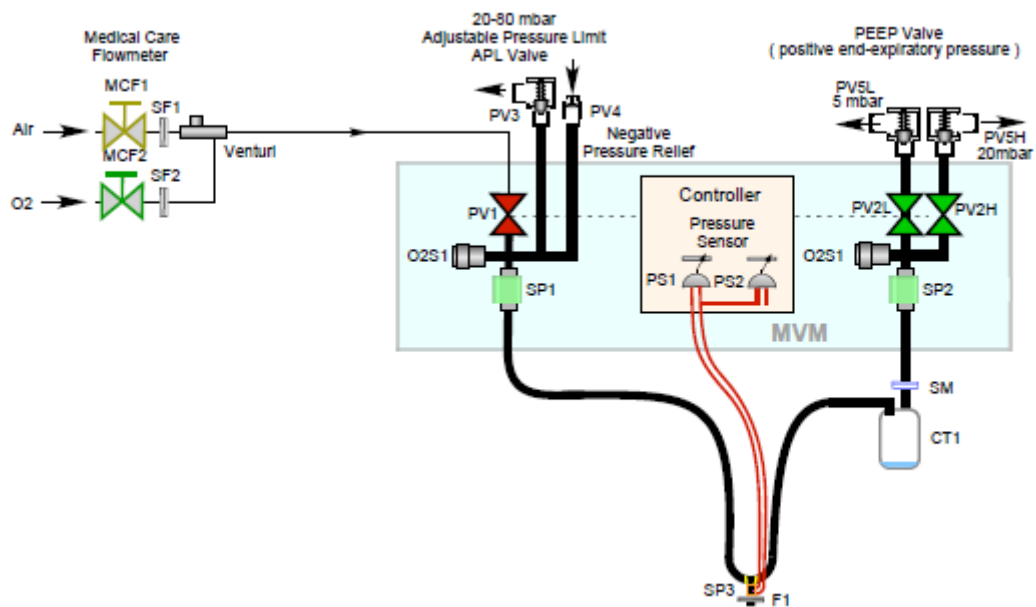 20-80 mbar
Adjustable Pressure Limit
APL Valve
PEEP Valve
( positive end-expiratory pressure )
Medical Care
Flowmeter
MCF1
SF1
Air
MCF2
Venturi
SF2
O2
PV3
PV4
Negative
Pressure Relief
PV5L
5 mbar
PV5H
20mbar
Controller
Pressure
Sensor
PV1
PV2L
PV2H
O2S1
PS1
PS2
O2S1
SP1
SP2
MVM
SM
CT1
SP3
F1